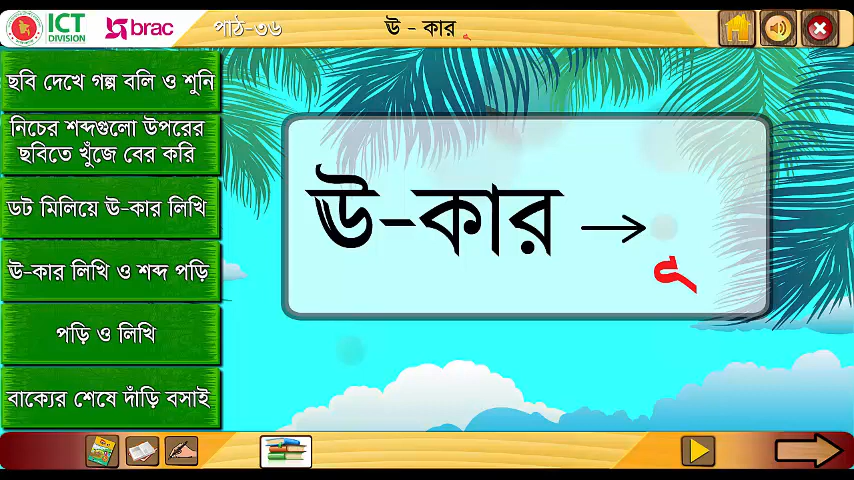 ICT
DIVISION
brac
পাঠ-৩৬
ঊ - কার ূ
ছবি দেখে গল্প বলি ও শুনি
নিচের শব্দগুলো উপরের
ছবিতে খুঁজে বের করি
ডট মিলিয়ে ঊ-কার লিখি
ঊ-কার লিখি ও শব্দ পড়ি
পড়ি ও লিখি
বাক্যের শেষে দাঁড়ি বসাই
ঊ-কার → ূ